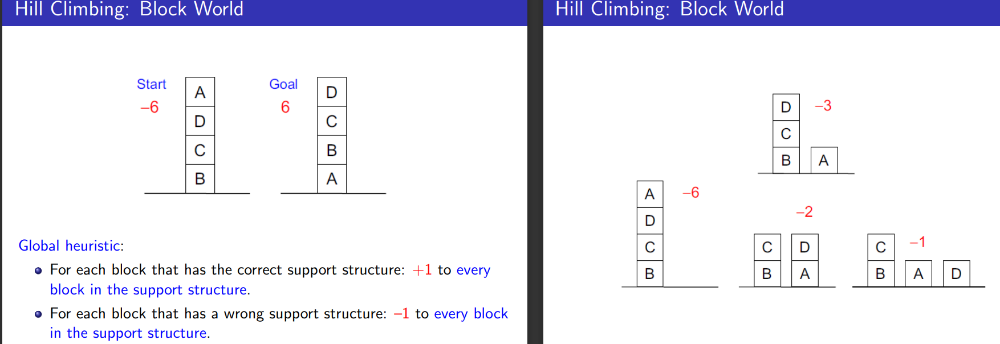 Hill Climbing: Block World
Start
−6
A
D
C
B
Goal
6
D
C
B
A
Global heuristic:
For each block that has the correct support structure: +1 to every
block in the support structure.
For each block that has a wrong support structure: −1 to every block
in the support structure.
Hill Climbing: Block World
D −3
C
B A
A −6
D
C
B
−2
C D
B A
C −1
B A D